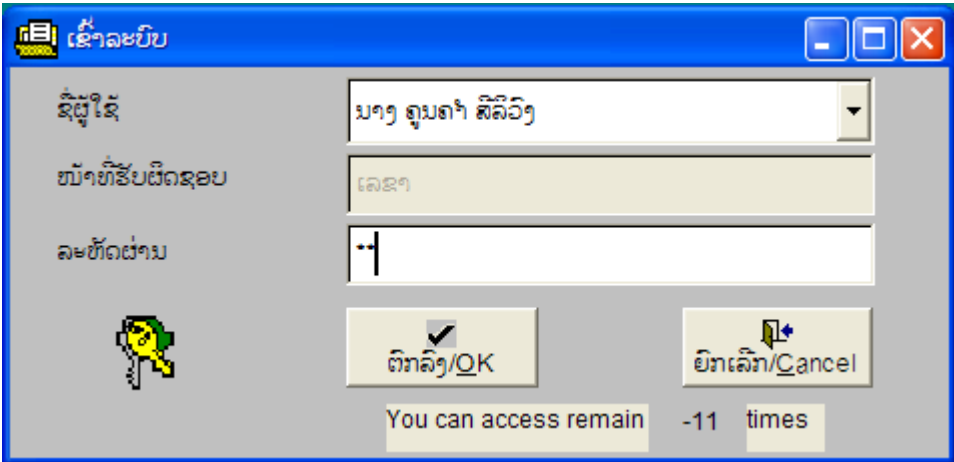 ເຂົ້າລະບົບ
ຊື່ຜູ້ໃຊ້ ນາງ ຄູນຄຳ ສີລິວົງ
ໜ້າທີ່ຮັບຜິດຊອບ ເລຂາ
ລະຫັດຜ່ານ **
ຕົກລົງ/OK ຍົກເລີກ/Cancel
You can access remain -11 times